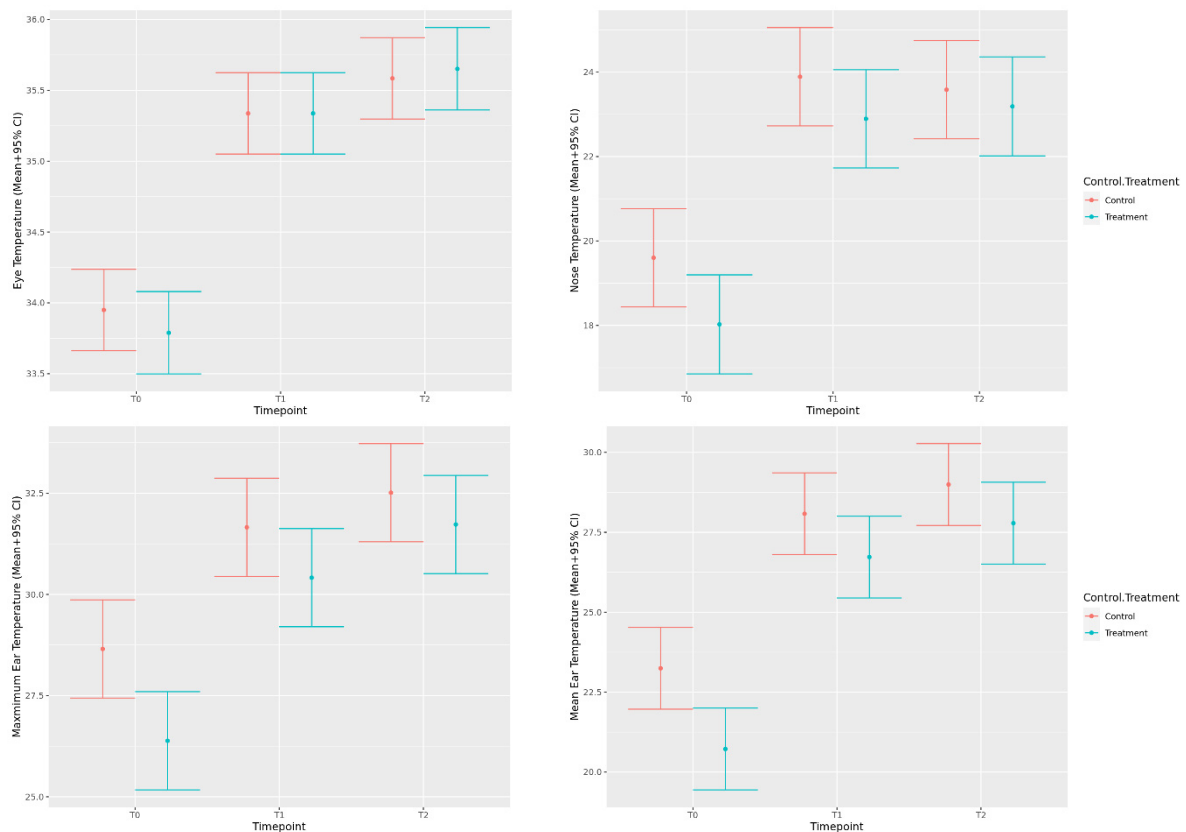 Eye Temperature (Mean+95% CI)
36.0
35.5
35.0
34.5
34.0
33.5
T0
T1
T2
Timepoint
Nose Temperature (Mean+95% CI)
24
22
20
18
T0
T1
T2
Timepoint
Control.Treatment
Control
Treatment
Maxmimum Ear Temperature (Mean+95% CI)
32.5
30.0
27.5
25.0
T0
T1
T2
Timepoint
Mean Ear Temperature (Mean+95% CI)
30.0
27.5
25.0
22.5
20.0
T0
T1
T2
Timepoint
Control.Treatment
Control
Treatment